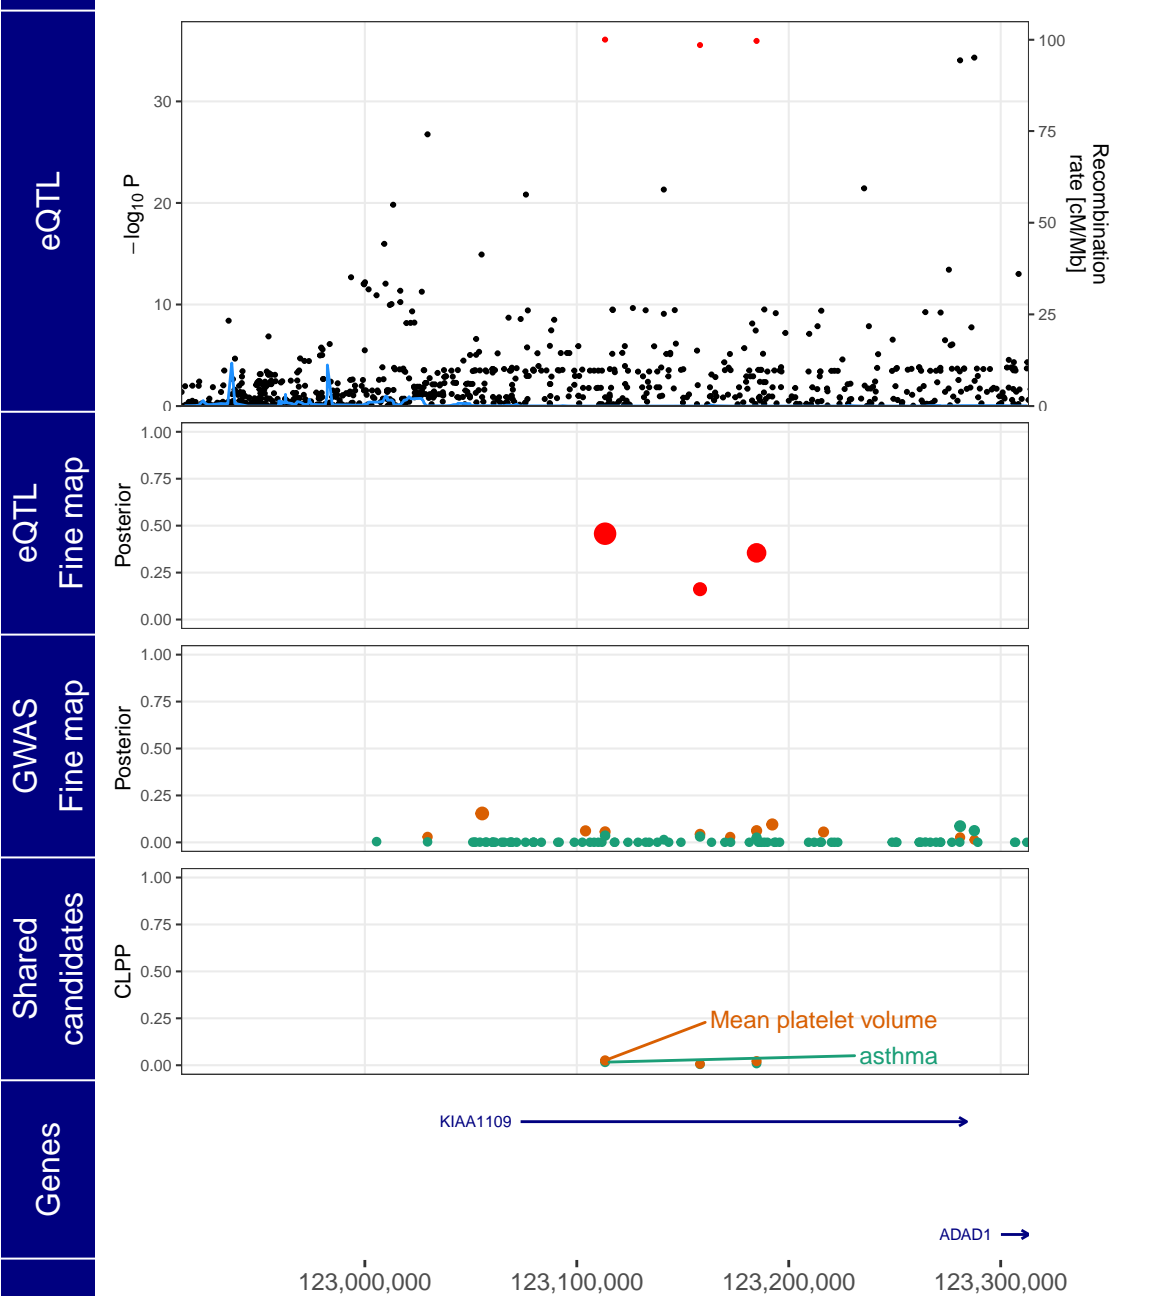 eQTL
−log10 P
30
20
10
0
100
75
50
25
0
Recombination
rate [cM/Mb]
eQTL
Fine map
Posterior
1.00
0.75
0.50
0.25
0.00
GWAS
Fine map
Posterior
1.00
0.75
0.50
0.25
0.00
Shared
candidates
CLPP
1.00
0.75
0.50
0.25
0.00
Mean platelet volume
asthma
Genes
KIAA1109
ADAD1
123,000,000
123,100,000
123,200,000
123,300,000